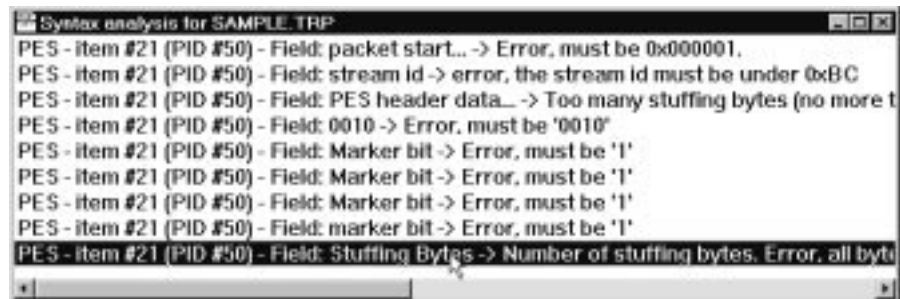 Syntax analysis for SAMPLE.TRP
PES - item #21 (PID #50) - Field: packet start... -> Error, must be 0x000001.
PES - item #21 (PID #50) - Field: stream id -> error, the stream id must be under 0xBC
PES - item #21 (PID #50) - Field: PES header data... -> Too many stuffing bytes (no more t
PES - item #21 (PID #50) - Field: 0010 -> Error, must be '0010'
PES - item #21 (PID #50) - Field: Marker bit -> Error, must be '1'
PES - item #21 (PID #50) - Field: Marker bit -> Error, must be '1'
PES - item #21 (PID #50) - Field: Marker bit -> Error, must be '1'
PES - item #21 (PID #50) - Field: marker bit -> Error, must be '1'
PES - item #21 (PID #50) - Field: Stuffing Bytes -> Number of stuffing bytes. Error, all byte